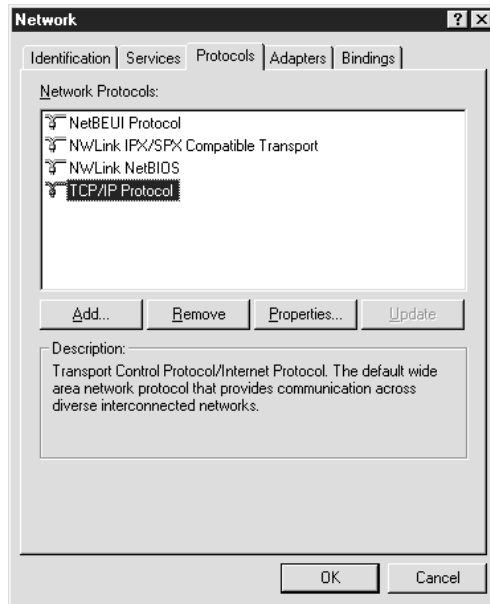 Network
Identification Services Protocols Adapters Bindings
Network Protocols:
NetBEUI Protocol
NWLink IPX/SPX Compatible Transport
NWLink NetBIOS
TCP/IP Protocol
Add... Remove Properties... Update
Description:
Transport Control Protocol/Internet Protocol. The default wide
area network protocol that provides communication across
diverse interconnected networks.
OK Cancel